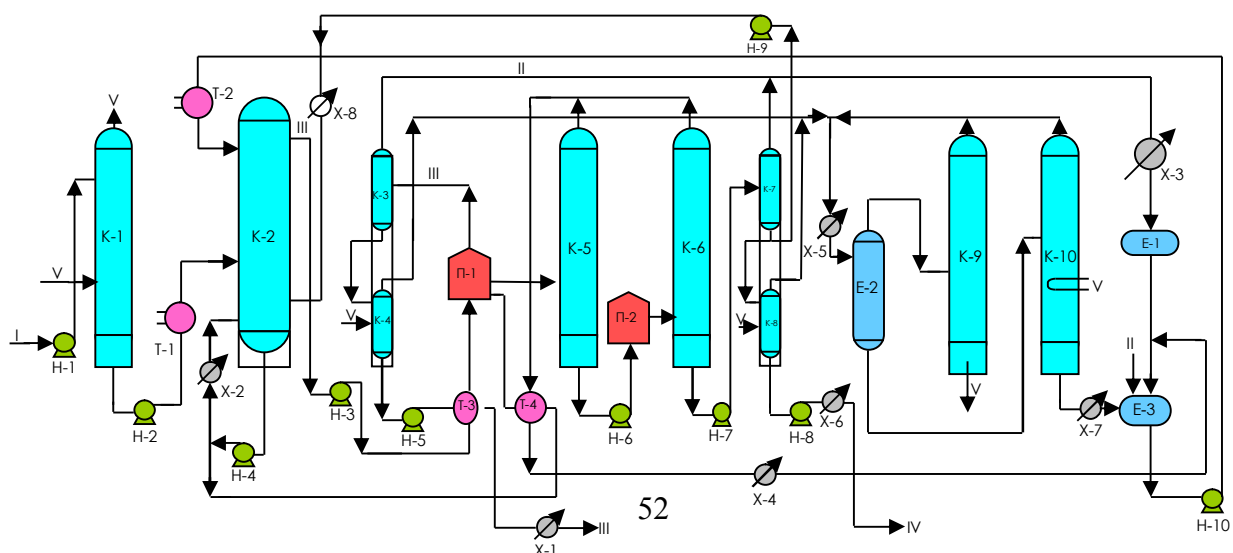 Н-9
II
V
Т-2
III
Х-8
К-3
III
К-7
Х-3
К-1
К-2
К-5
К-6
Х-5
Е-1
К-9
К-10
V
П-1
Е-2
V
I
Н-1
Т-1
V
К-4
П-2
V
К-8
II
Х-2
V
Н-2
Н-3
Т-3
Т-4
Х-6
Х-7
Е-3
Н-4
Н-5
Н-6
Н-7
Н-8
Х-4
52
Х-1
III
IV
Н-10